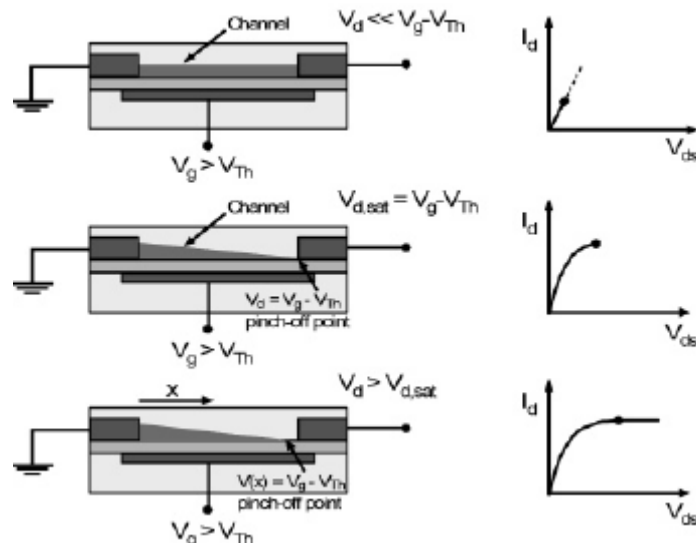 Channel
V_d << V_g-V_Th
I_d
V_ds
V_g > V_Th
Channel
V_d,sat = V_g-V_Th
I_d
V_ds
V_d = V_g - V_Th
pinch-off point
V_g > V_Th
x
V_d > V_d,sat
I_d
V_ds
V(x) = V_g - V_Th
pinch-off point
V_g > V_Th